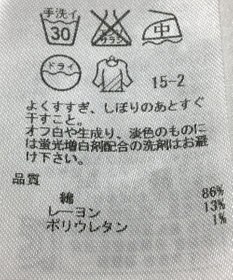 手洗イ
30
サラシ
中
ドライ
15-2
よくすすぎ、しぼりのあとすぐ
干すこと。
オフ白や生成り、淡色のものに
は蛍光増白剤配合の洗剤はお避
け下さい。
品質
綿 86%
レーヨン 13%
ポリウレタン 1%